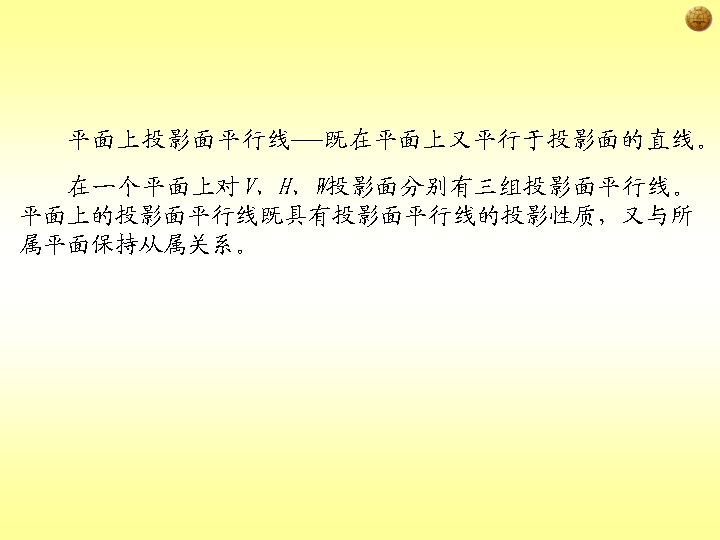 平面上投影面平行线——既在平面上又平行于投影面的直线。
在一个平面上对V、H、W投影面分别有三组投影面平行线。
平面上的投影面平行线既具有投影面平行线的投影性质，又与所
属平面保持从属关系。